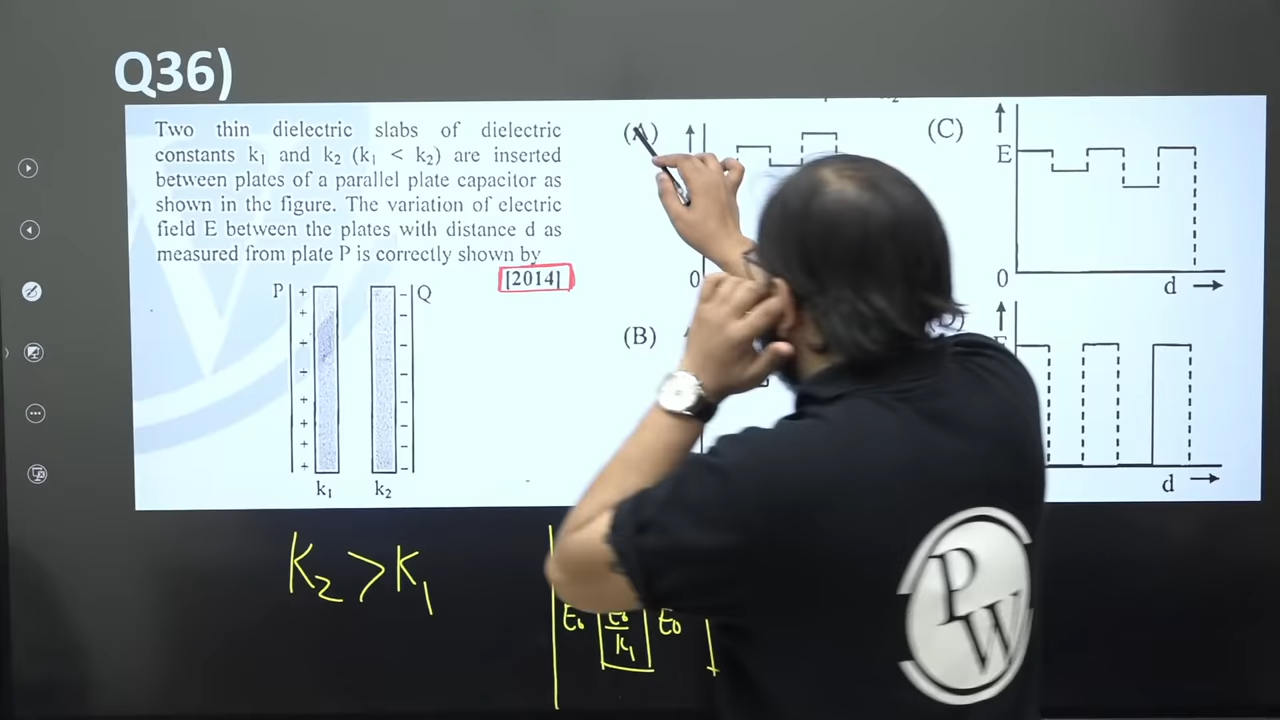 Q36)
Two thin dielectric slabs of dielectric
constants k₁ and k₂ (k₁ < k₂) are inserted
between plates of a parallel plate capacitor as
shown in the figure. The variation of electric
field E between the plates with distance d as
measured from plate P is correctly shown by
[2014]
P + − Q
k₁ k₂
(A)
0
(B)
(C)
E
0
d
(D)
d
K₂ > K₁
E₀ E₀/K₁ E₀
PW